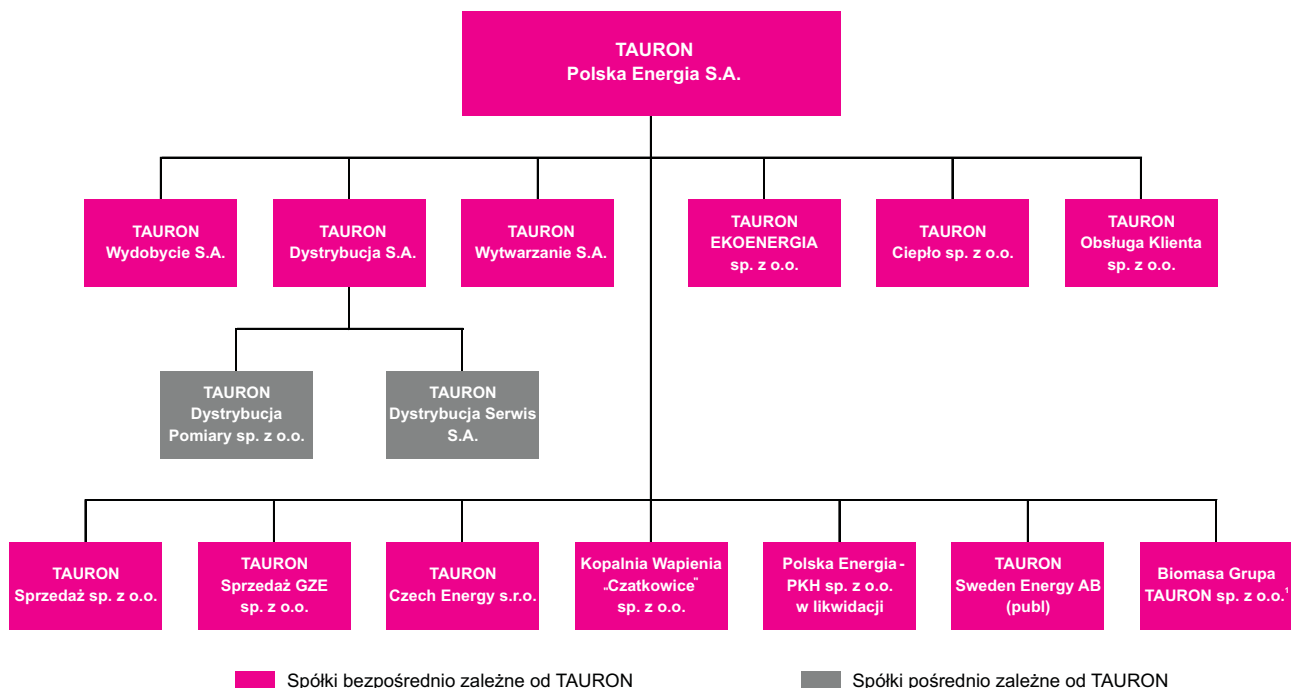 TAURON
Polska Energia S.A.
TAURON
Wydobycie S.A.
TAURON
Dystrybucja S.A.
TAURON
Wytwarzanie S.A.
TAURON
EKOENERGIA
sp. z o.o.
TAURON
Ciepło sp. z o.o.
TAURON
Obsługa Klienta
sp. z o.o.
TAURON
Dystrybucja
Pomiary sp. z o.o.
TAURON
Dystrybucja Serwis
S.A.
TAURON
Sprzedaż sp. z o.o.
TAURON
Sprzedaż GZE
sp. z o.o.
TAURON
Czech Energy s.r.o.
Kopalnia Wapienia
„Czatkowice”
sp. z o.o.
Polska Energia -
PKH sp. z o.o.
w likwidacji
TAURON
Sweden Energy AB
(publ)
Biomasa Grupa
TAURON sp. z o.o.¹
Spółki bezpośrednio zależne od TAURON
Spółki pośrednio zależne od TAURON